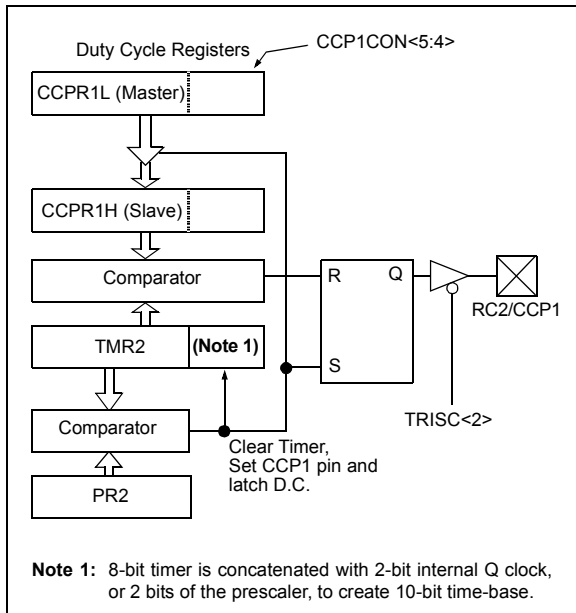 Duty Cycle Registers
CCP1CON<5:4>
CCPR1L (Master)
CCPR1H (Slave)
Comparator
R
Q
RC2/CCP1
TMR2
(Note 1)
S
TRISC<2>
Comparator
Clear Timer,
Set CCP1 pin and
latch D.C.
PR2
Note 1: 8-bit timer is concatenated with 2-bit internal Q clock,
or 2 bits of the prescaler, to create 10-bit time-base.